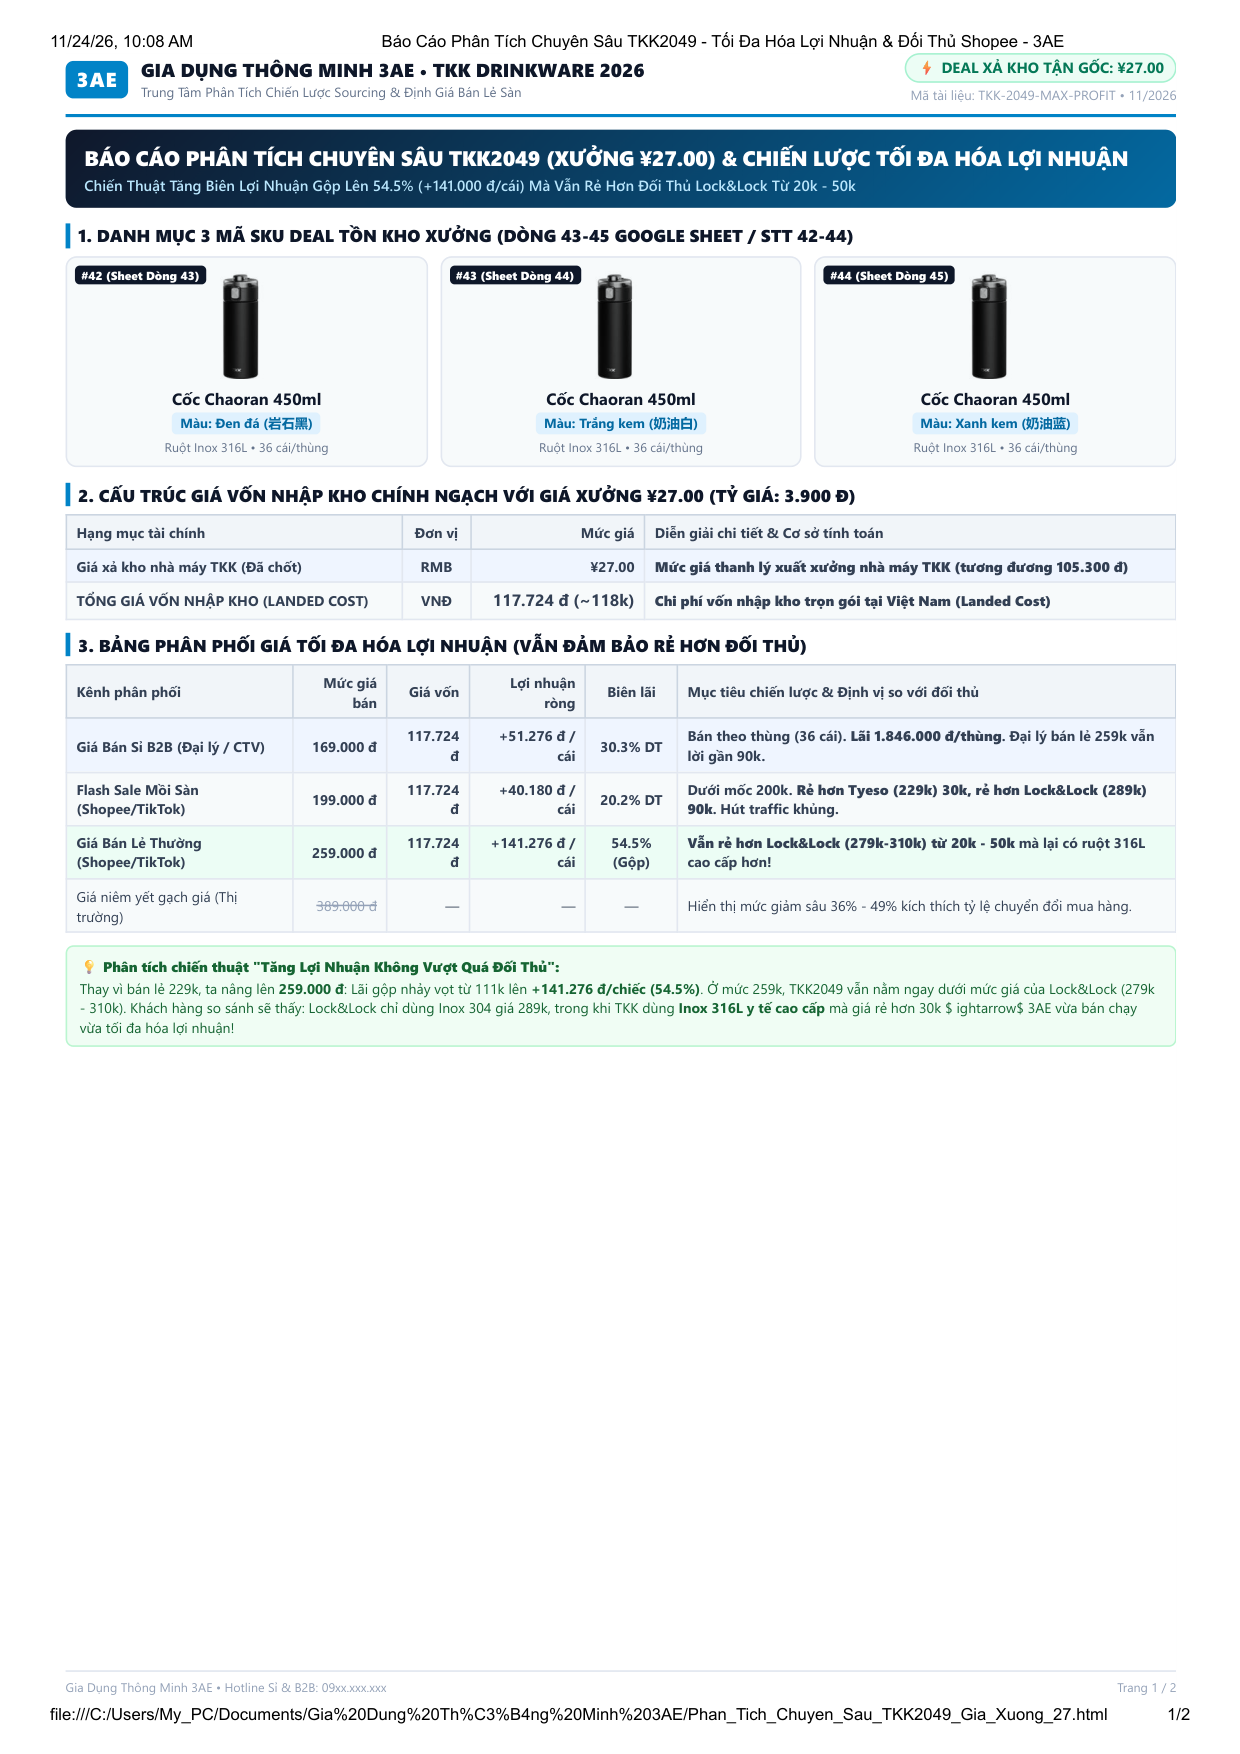 11/24/26, 10:08 AM
Báo Cáo Phân Tích Chuyên Sâu TKK2049 - Tối Đa Hóa Lợi Nhuận & Đối Thủ Shopee - 3AE
3AE
GIA DỤNG THÔNG MINH 3AE • TKK DRINKWARE 2026
Trung Tâm Phân Tích Chiến Lược Sourcing & Định Giá Bán Lẻ Sàn
DEAL XẢ KHO TẬN GỐC: ¥27.00
Mã tài liệu: TKK-2049-MAX-PROFIT • 11/2026
BÁO CÁO PHÂN TÍCH CHUYÊN SÂU TKK2049 (XƯỞNG ¥27.00) & CHIẾN LƯỢC TỐI ĐA HÓA LỢI NHUẬN
Chiến Thuật Tăng Biên Lợi Nhuận Gộp Lên 54.5% (+141.000 đ/cái) Mà Vẫn Rẻ Hơn Đối Thủ Lock&Lock Từ 20k - 50k
1. DANH MỤC 3 MÃ SKU DEAL TỒN KHO XƯỞNG (DÒNG 43-45 GOOGLE SHEET / STT 42-44)
#42 (Sheet Dòng 43)
Cốc Chaoran 450ml
Màu: Đen đá (岩石黑)
Ruột Inox 316L • 36 cái/thùng
#43 (Sheet Dòng 44)
Cốc Chaoran 450ml
Màu: Trắng kem (奶油白)
Ruột Inox 316L • 36 cái/thùng
#44 (Sheet Dòng 45)
Cốc Chaoran 450ml
Màu: Xanh kem (奶油蓝)
Ruột Inox 316L • 36 cái/thùng
2. CẤU TRÚC GIÁ VỐN NHẬP KHO CHÍNH NGẠCH VỚI GIÁ XƯỞNG ¥27.00 (TỶ GIÁ: 3.900 Đ)
Hạng mục tài chính Đơn vị Mức giá Diễn giải chi tiết & Cơ sở tính toán
Giá xả kho nhà máy TKK (Đã chốt) RMB ¥27.00 Mức giá thanh lý xuất xưởng nhà máy TKK (tương đương 105.300 đ)
TỔNG GIÁ VỐN NHẬP KHO (LANDED COST) VNĐ 117.724 đ (~118k) Chi phí vốn nhập kho trọn gói tại Việt Nam (Landed Cost)
3. BẢNG PHÂN PHỐI GIÁ TỐI ĐA HÓA LỢI NHUẬN (VẪN ĐẢM BẢO RẺ HƠN ĐỐI THỦ)
Kênh phân phối
Mức giá
bán
Giá vốn
Lợi nhuận
ròng
Biên lãi
Mục tiêu chiến lược & Định vị so với đối thủ
Giá Bán Sỉ B2B (Đại lý / CTV)
169.000 đ
117.724
đ
+51.276 đ /
cái
30.3% DT
Bán theo thùng (36 cái). Lãi 1.846.000 đ/thùng. Đại lý bán lẻ 259k vẫn
lời gần 90k.
Flash Sale Mồi Sàn
(Shopee/TikTok)
199.000 đ
117.724
đ
+40.180 đ /
cái
20.2% DT
Dưới mốc 200k. Rẻ hơn Tyeso (229k) 30k, rẻ hơn Lock&Lock (289k)
90k. Hút traffic khủng.
Giá Bán Lẻ Thường
(Shopee/TikTok)
259.000 đ
117.724
đ
+141.276 đ /
cái
54.5%
(Gộp)
Vẫn rẻ hơn Lock&Lock (279k-310k) từ 20k - 50k mà lại có ruột 316L
cao cấp hơn!
Giá niêm yết gạch giá (Thị
trường)
389.000 đ
—
—
—
Hiển thị mức giảm sâu 36% - 49% kích thích tỷ lệ chuyển đổi mua hàng.
Phân tích chiến thuật "Tăng Lợi Nhuận Không Vượt Quá Đối Thủ":
Thay vì bán lẻ 229k, ta nâng lên 259.000 đ: Lãi gộp nhảy vọt từ 111k lên +141.276 đ/chiếc (54.5%). Ở mức 259k, TKK2049 vẫn nằm ngay dưới mức giá của Lock&Lock (279k
- 310k). Khách hàng so sánh sẽ thấy: Lock&Lock chỉ dùng Inox 304 giá 289k, trong khi TKK dùng Inox 316L y tế cao cấp mà giá rẻ hơn 30k $ ightarrow$ 3AE vừa bán chạy
vừa tối đa hóa lợi nhuận!
Gia Dụng Thông Minh 3AE • Hotline Sỉ & B2B: 09xx.xxx.xxx
Trang 1 / 2
file:///C:/Users/My_PC/Documents/Gia%20Dung%20Th%C3%B4ng%20Minh%203AE/Phan_Tich_Chuyen_Sau_TKK2049_Gia_Xuong_27.html
1/2